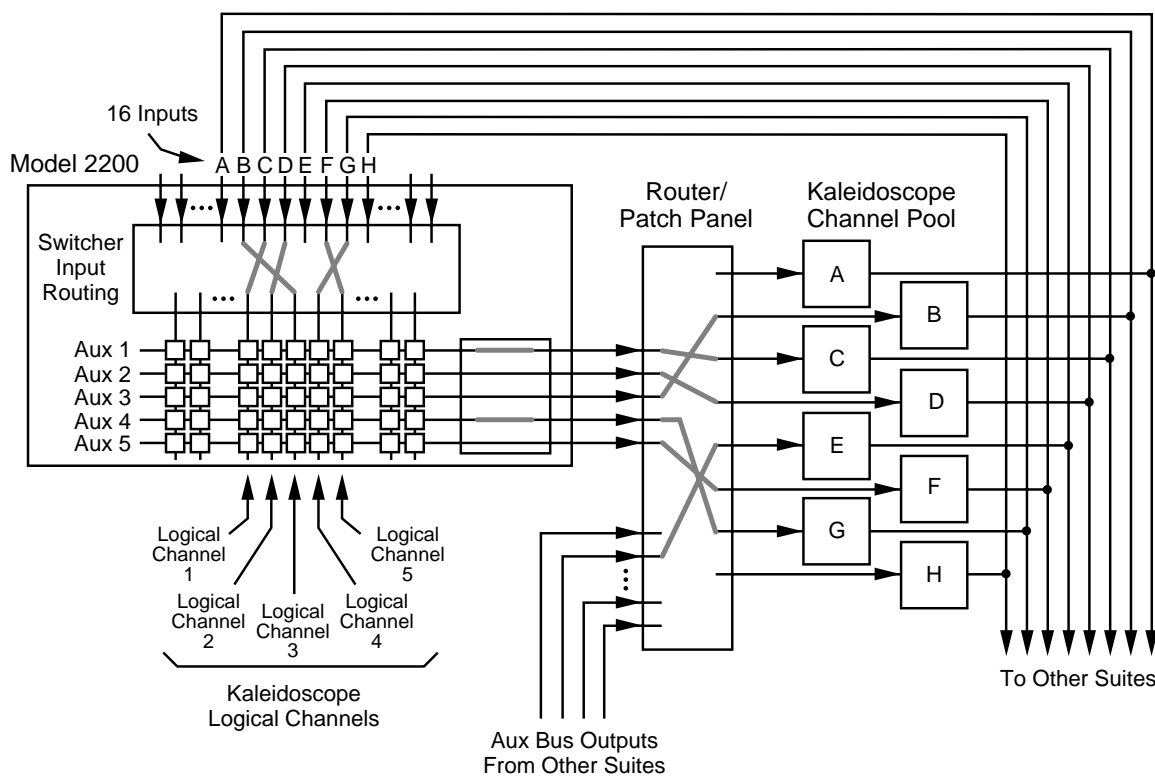 16 Inputs
A B C D E F G H
Model 2200
Router/
Patch Panel
Kaleidoscope
Channel Pool
Switcher
Input
Routing
A
B
C
D
E
F
G
H
Aux 1
Aux 2
Aux 3
Aux 4
Aux 5
Logical
Channel
1
Logical
Channel
2
Logical
Channel
3
Logical
Channel
4
Logical
Channel
5
Kaleidoscope
Logical Channels
To Other Suites
Aux Bus Outputs
From Other Suites